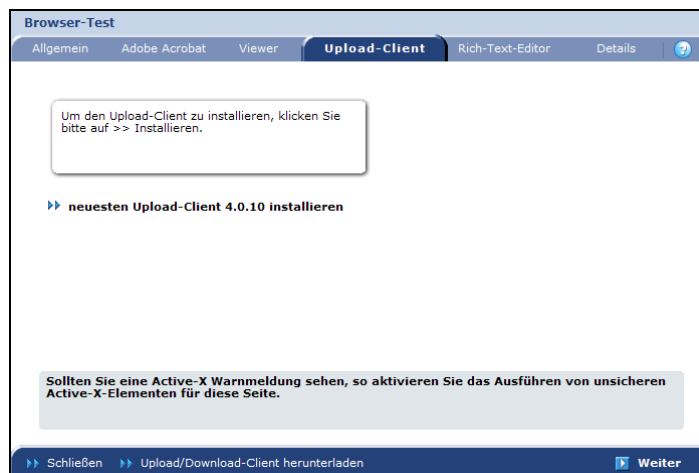 Browser-Test
Allgemein Adobe Acrobat Viewer Upload-Client Rich-Text-Editor Details ?
Um den Upload-Client zu installieren, klicken Sie
bitte auf >> Installieren.
neuesten Upload-Client 4.0.10 installieren
Sollten Sie eine Active-X Warnmeldung sehen, so aktivieren Sie das Ausführen von unsicheren
Active-X-Elementen für diese Seite.
Schließen Upload/Download-Client herunterladen Weiter